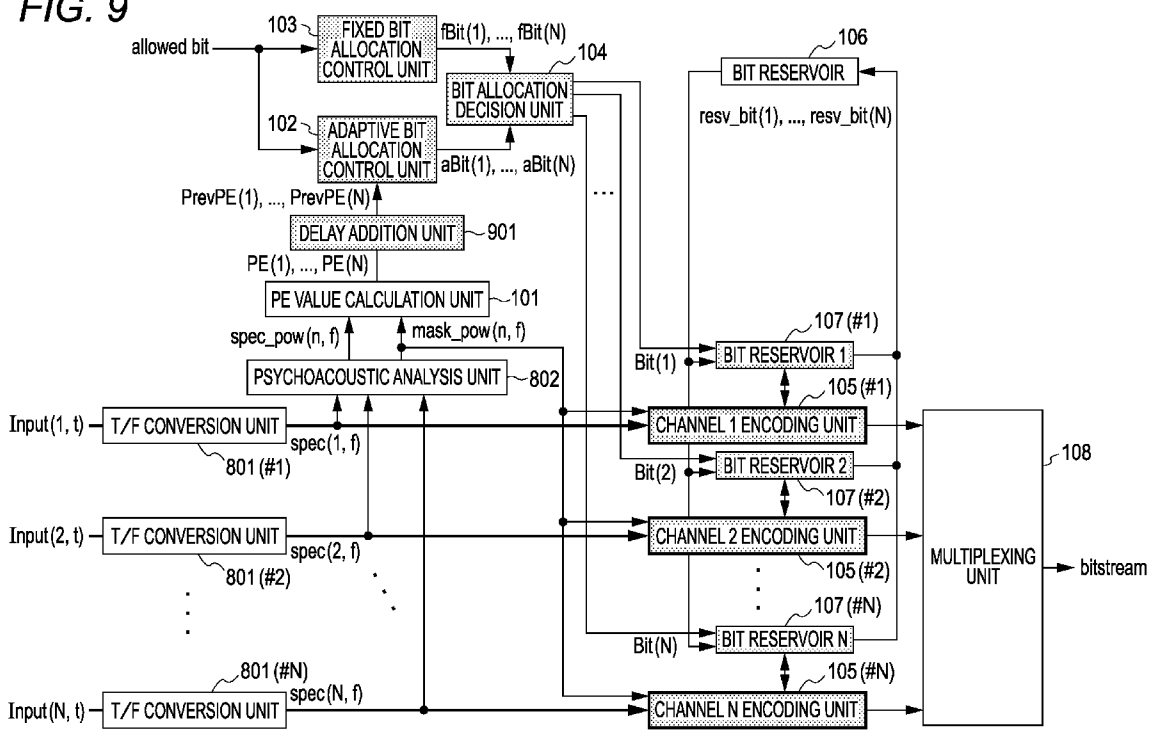 FIG. 9
allowed bit
103
FIXED BIT
ALLOCATION
CONTROL UNIT
fBit(1), ..., fBit(N)
104
BIT ALLOCATION
DECISION UNIT
102
ADAPTIVE BIT
ALLOCATION
CONTROL UNIT
aBit(1), ..., aBit(N)
106
BIT RESERVOIR
resv_bit(1), ..., resv_bit(N)
PrevPE(1), ..., PrevPE(N)
...
DELAY ADDITION UNIT
901
PE(1), ..., PE(N)
PE VALUE CALCULATION UNIT
101
spec_pow(n, f)
mask_pow(n, f)
PSYCHOACOUSTIC ANALYSIS UNIT
802
107(#1)
Bit(1)
BIT RESERVOIR 1
105(#1)
Input(1, t)
T/F CONVERSION UNIT
801(#1)
spec(1, f)
CHANNEL 1 ENCODING UNIT
Bit(2)
BIT RESERVOIR 2
107(#2)
108
Input(2, t)
T/F CONVERSION UNIT
801(#2)
spec(2, f)
CHANNEL 2 ENCODING UNIT
105(#2)
MULTIPLEXING
UNIT
bitstream
107(#N)
Bit(N)
BIT RESERVOIR N
105(#N)
801(#N)
Input(N, t)
T/F CONVERSION UNIT
spec(N, f)
CHANNEL N ENCODING UNIT